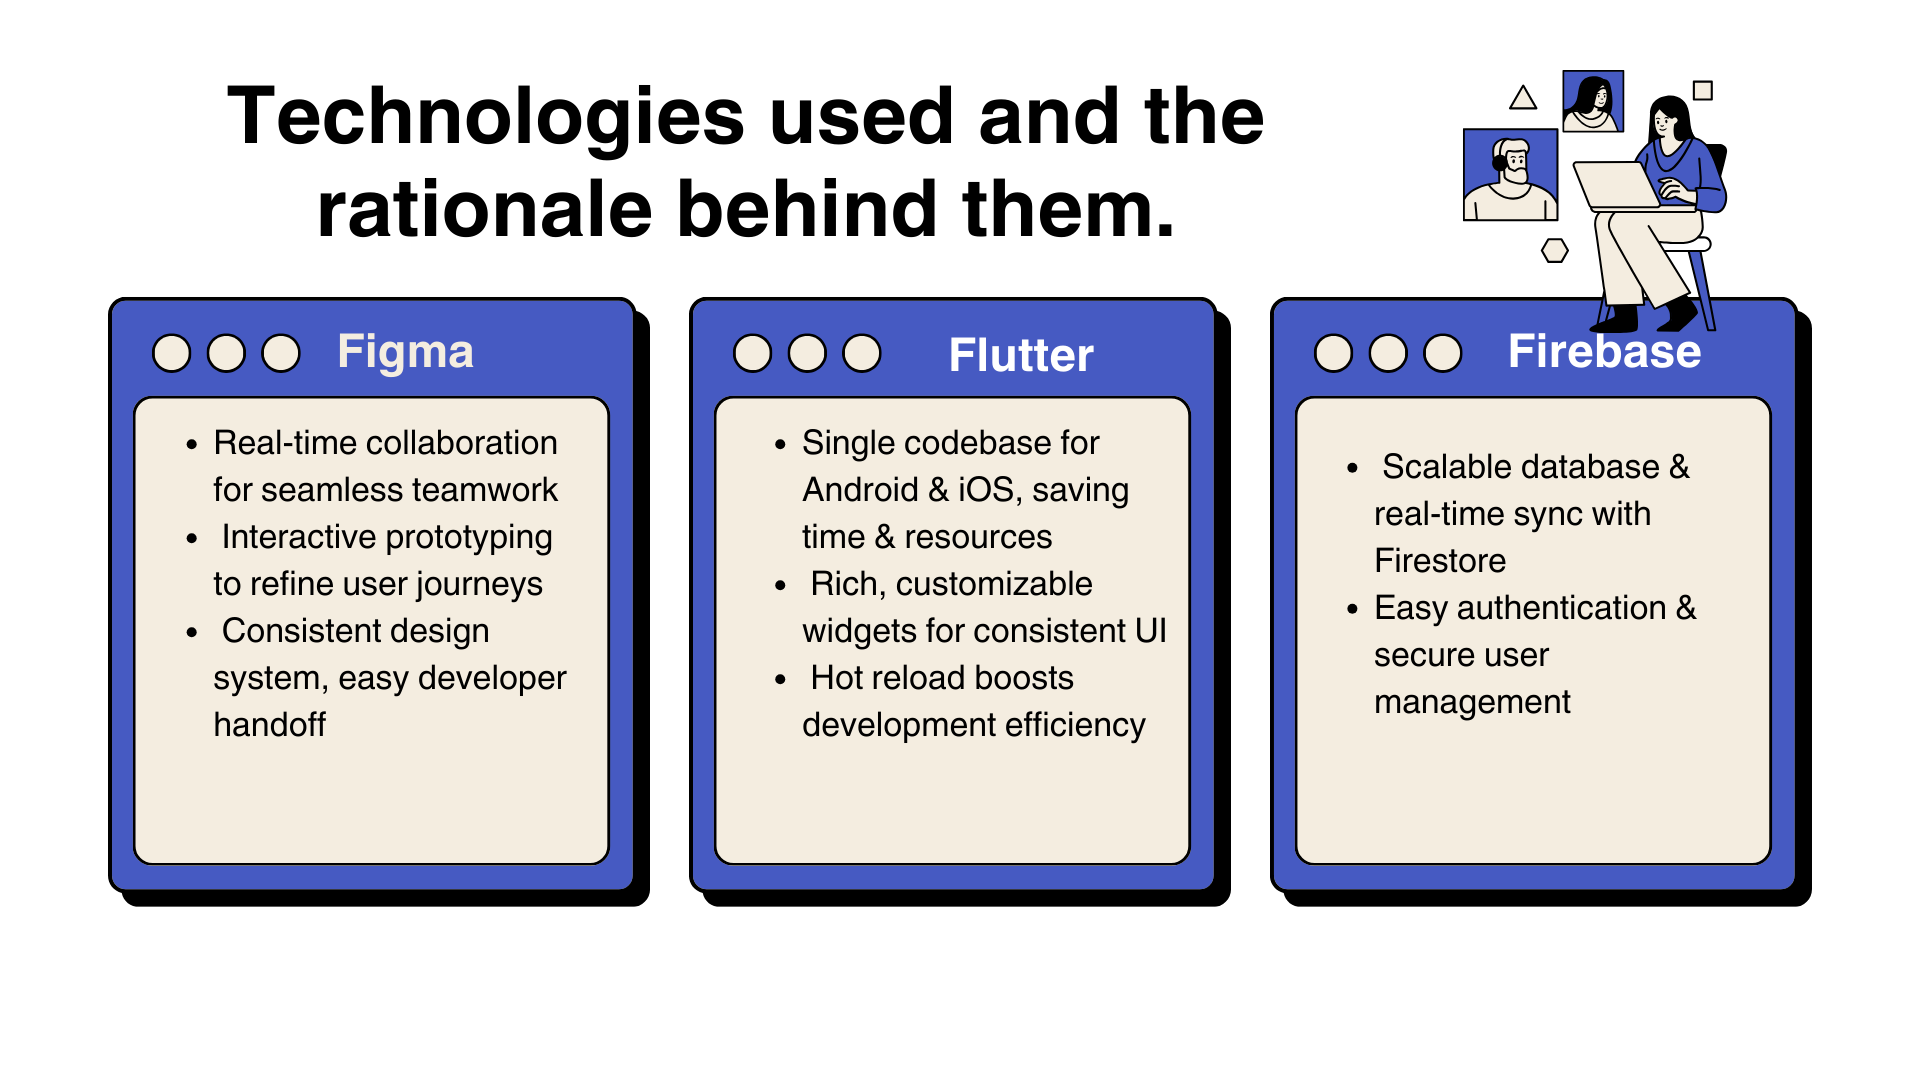 Technologies used and the
rationale behind them.
Figma
• Real-time collaboration
for seamless teamwork
• Interactive prototyping
to refine user journeys
• Consistent design
system, easy developer
handoff
Flutter
• Single codebase for
Android & iOS, saving
time & resources
• Rich, customizable
widgets for consistent UI
• Hot reload boosts
development efficiency
Firebase
• Scalable database &
real-time sync with
Firestore
• Easy authentication &
secure user
management